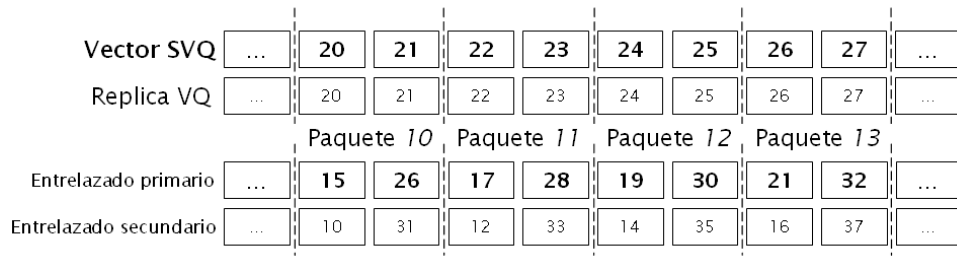 Vector SVQ ... 20 21 22 23 24 25 26 27 ...
Replica VQ ... 20 21 22 23 24 25 26 27 ...
Paquete 10 Paquete 11 Paquete 12 Paquete 13
Entrelazado primario ... 15 26 17 28 19 30 21 32 ...
Entrelazado secundario ... 10 31 12 33 14 35 16 37 ...